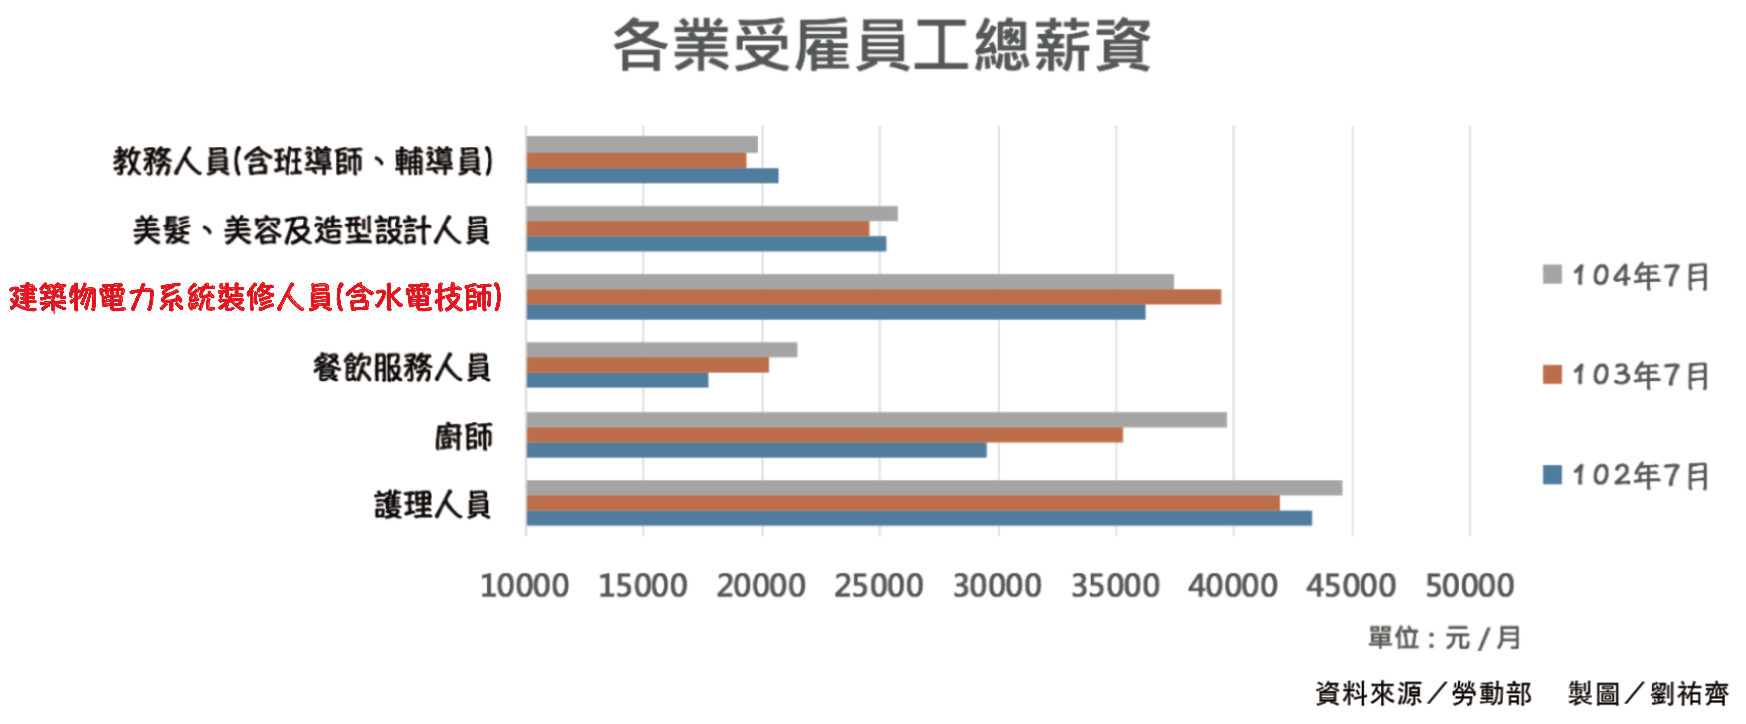 各業受雇員工總薪資
教務人員(含班導師、輔導員)
美髮、美容及造型設計人員
建築物電力系統裝修人員(含水電技師)
餐飲服務人員
廚師
護理人員
104年7月
103年7月
102年7月
10000 15000 20000 25000 30000 35000 40000 45000 50000
單位：元 / 月
資料來源／勞動部 製圖／劉祐齊